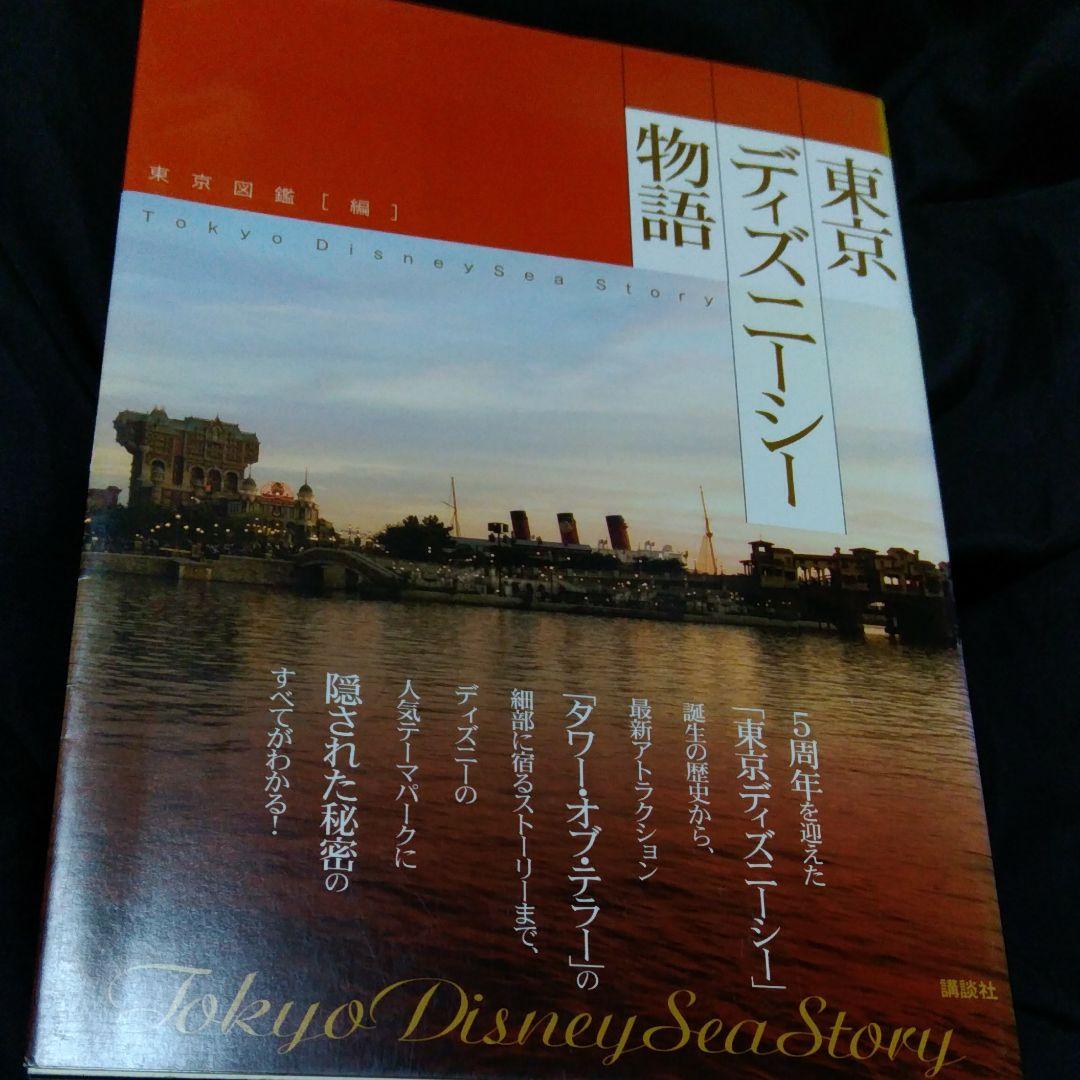 東京
ディズニーシー
物語
東京図鑑[編]
Tokyo DisneySea Story
5周年を迎えた
「東京ディズニーシー」
誕生の歴史から、
最新アトラクション
「タワー・オブ・テラー」の
細部に宿るストーリーまで、
ディズニーの
人気テーマパークに
隠された秘密の
すべてがわかる!
講談社
Tokyo DisneySea Story